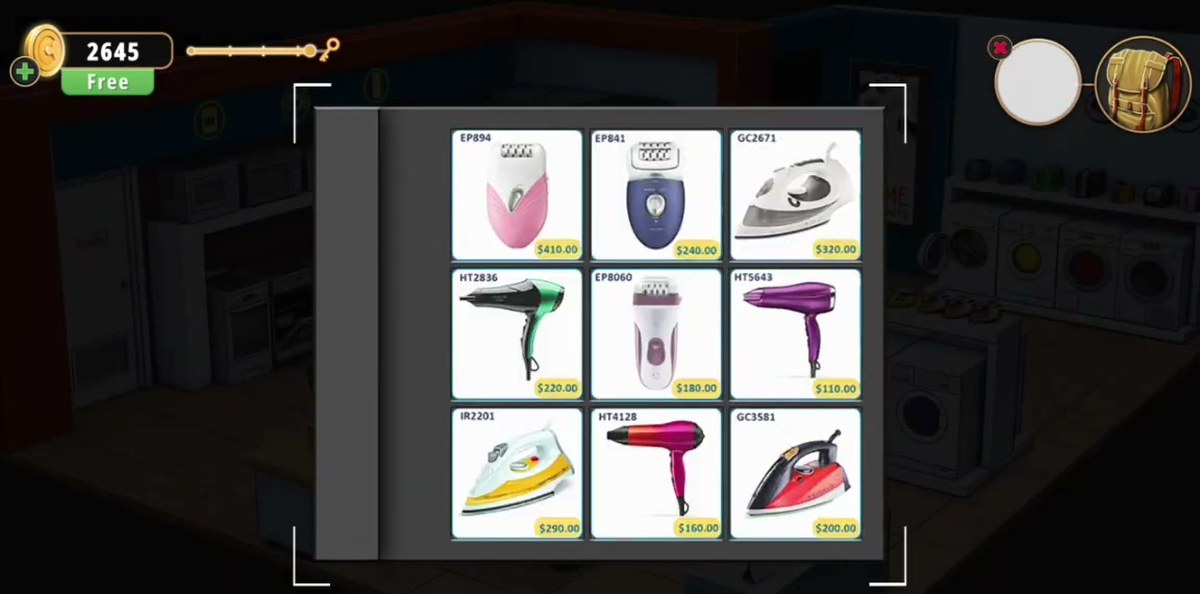 2645
Free
EP894
EP841
GC2671
$410.00
$240.00
$320.00
HT2836
EP8060
HT5643
$220.00
$180.00
$110.00
IR2201
HT4128
GC3581
$290.00
$160.00
$200.00